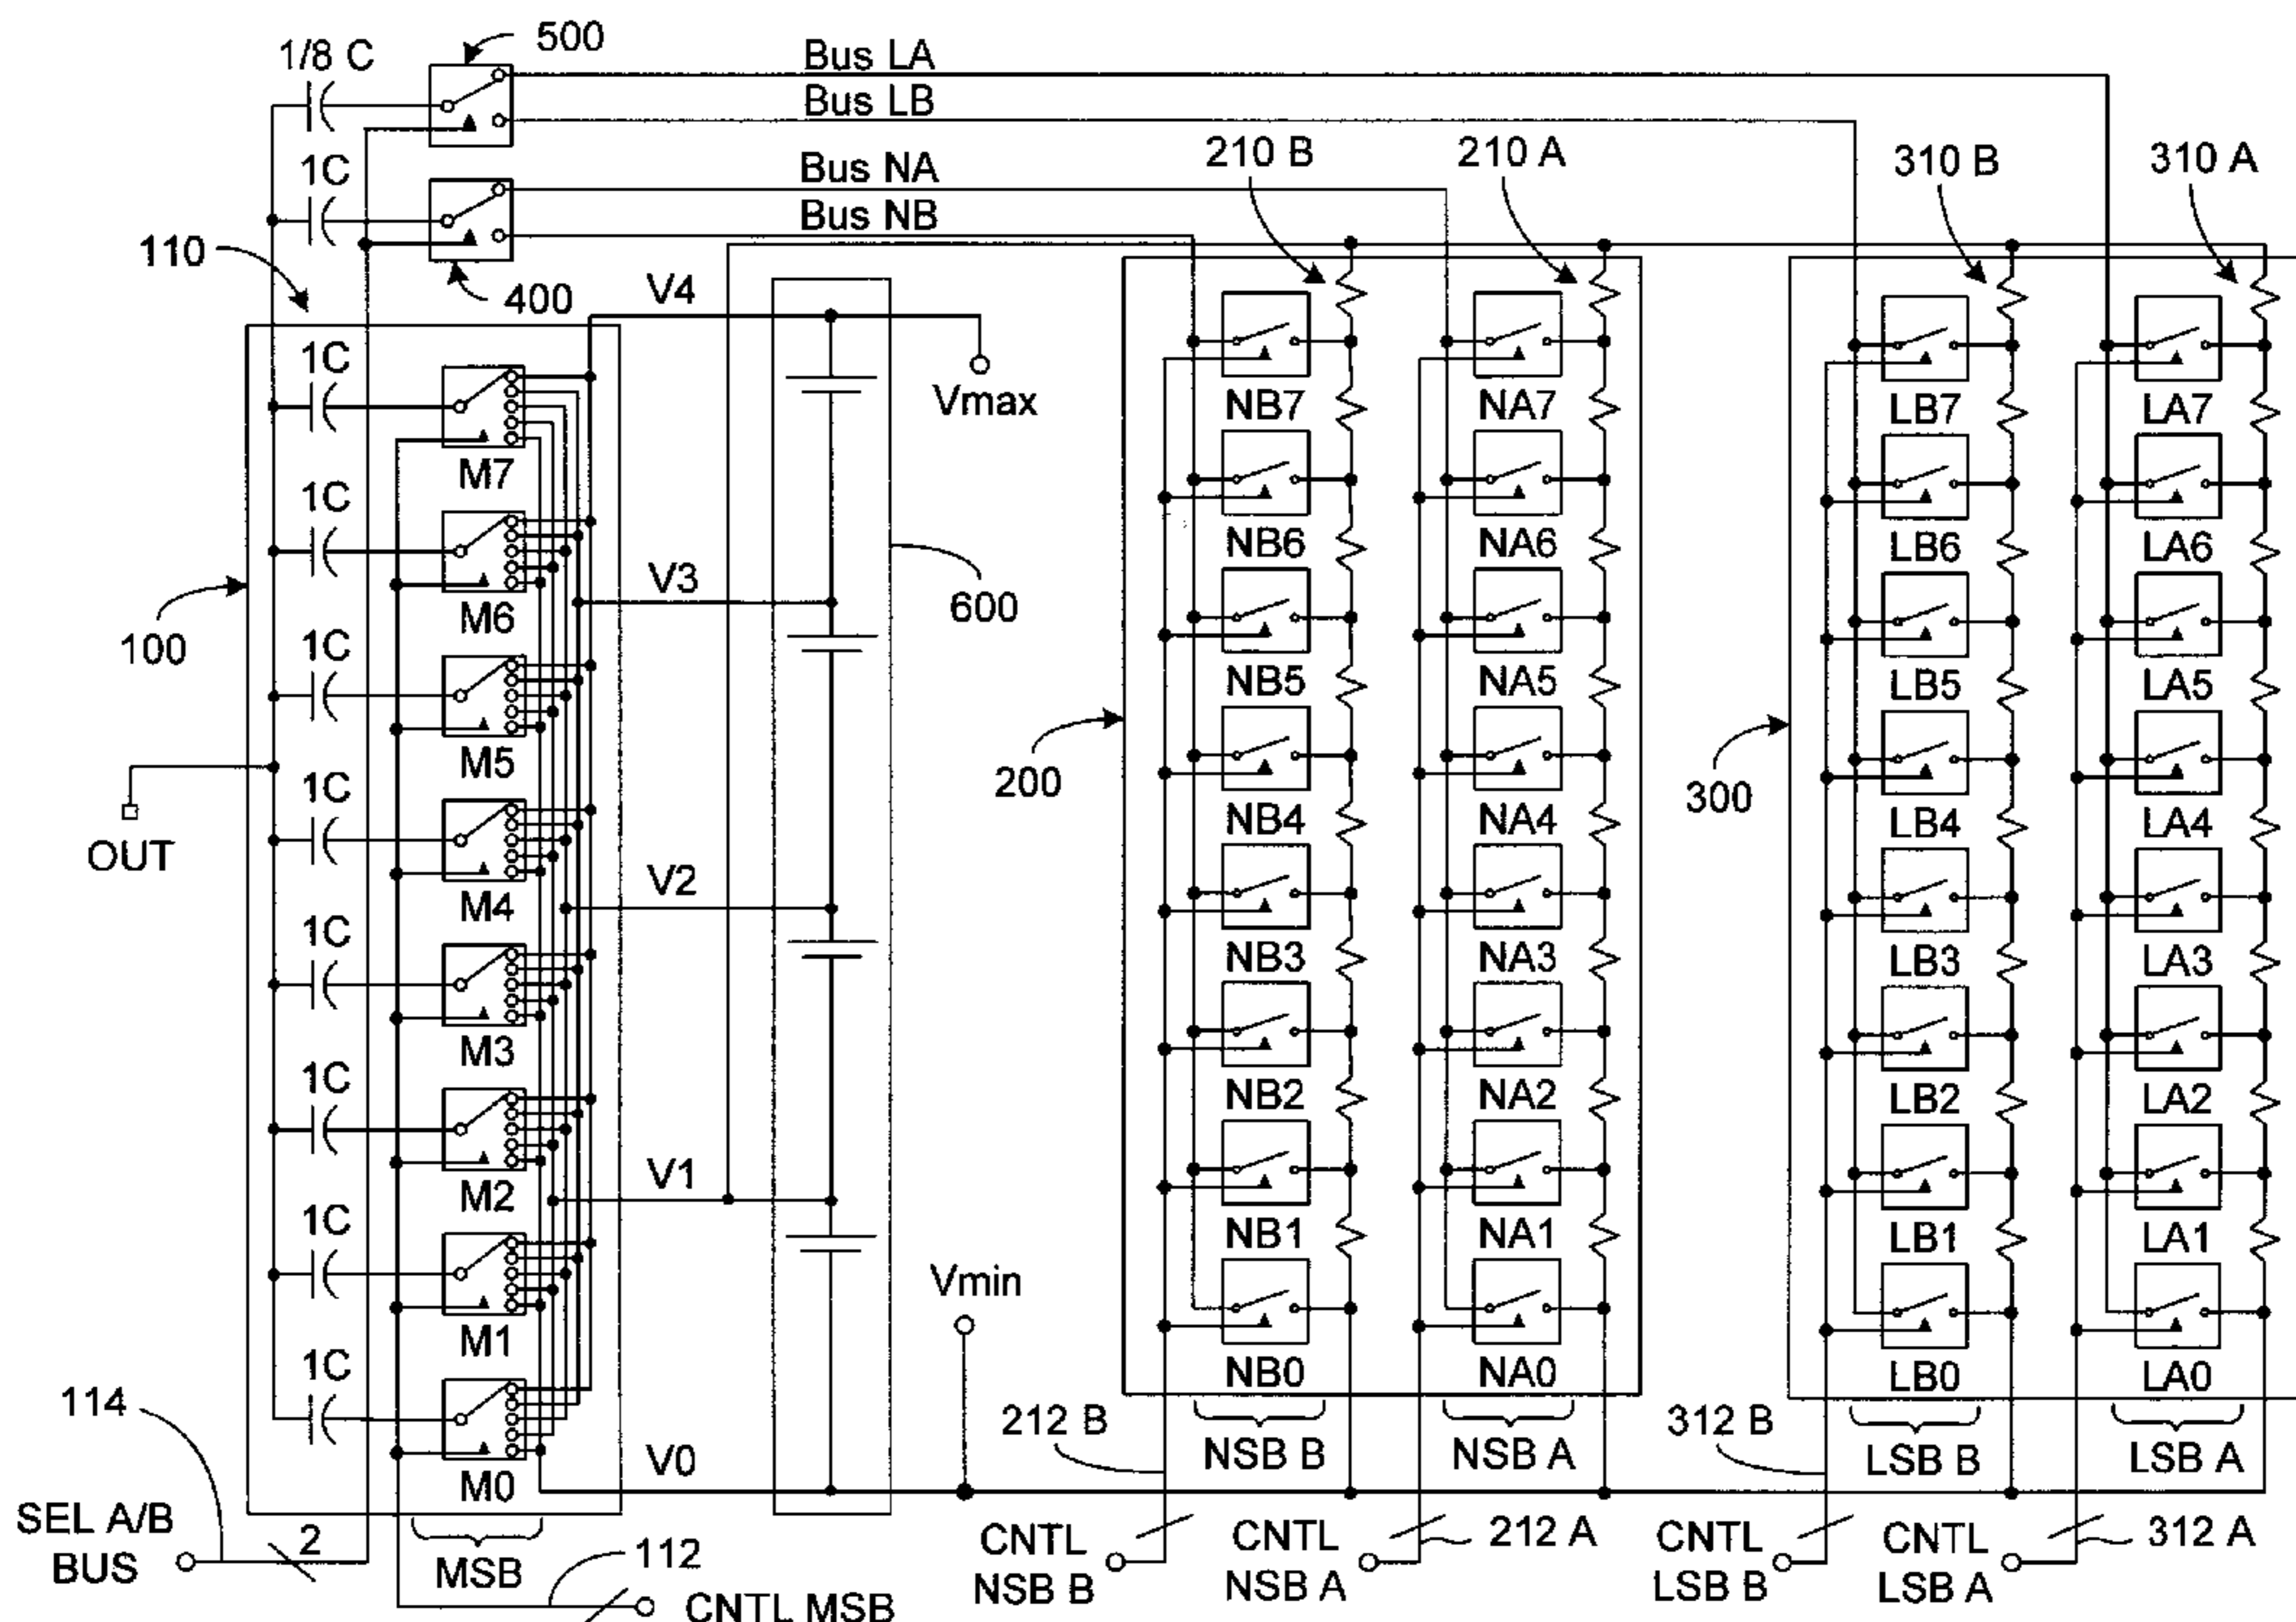 500
1/8 C
Bus LA
Bus LB
1C
Bus NA
Bus NB
210 B
210 A
310 B
310 A
110
400
V4
Vmax
1C
M7
1C
M6
V3
600
100
1C
M5
1C
M4
OUT
V2
1C
M3
1C
M2
V1
1C
M1
Vmin
1C
M0
V0
114
SEL A/B
BUS
2
MSB
112
CNTL MSB
200
NB7
NA7
NB6
NA6
NB5
NA5
NB4
NA4
NB3
NA3
NB2
NA2
NB1
NA1
NB0
NA0
212 B
NSB B
NSB A
CNTL
NSB B
CNTL
NSB A
212 A
300
LB7
LA7
LB6
LA6
LB5
LA5
LB4
LA4
LB3
LA3
LB2
LA2
LB1
LA1
LB0
LA0
312 B
LSB B
LSB A
CNTL
LSB B
CNTL
LSB A
312 A